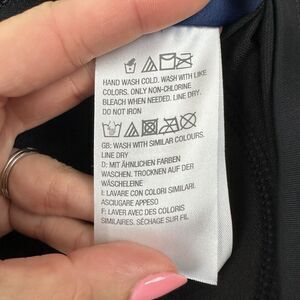 HAND WASH COLD. WASH WITH LIKE
COLORS. ONLY NON-CHLORINE
BLEACH WHEN NEEDED. LINE DRY.
DO NOT IRON
GB: WASH WITH SIMILAR COLOURS.
LINE DRY
D: MIT ÄHNLICHEN FARBEN
WASCHEN. TROCKNEN AUF DER
WÄSCHELEINE
I: LAVARE CON COLORI SIMILARI.
ASCIUGARE APPESO
F: LAVER AVEC DES COLORIS
SIMILAIRES. SÉCHAGE SUR FIL